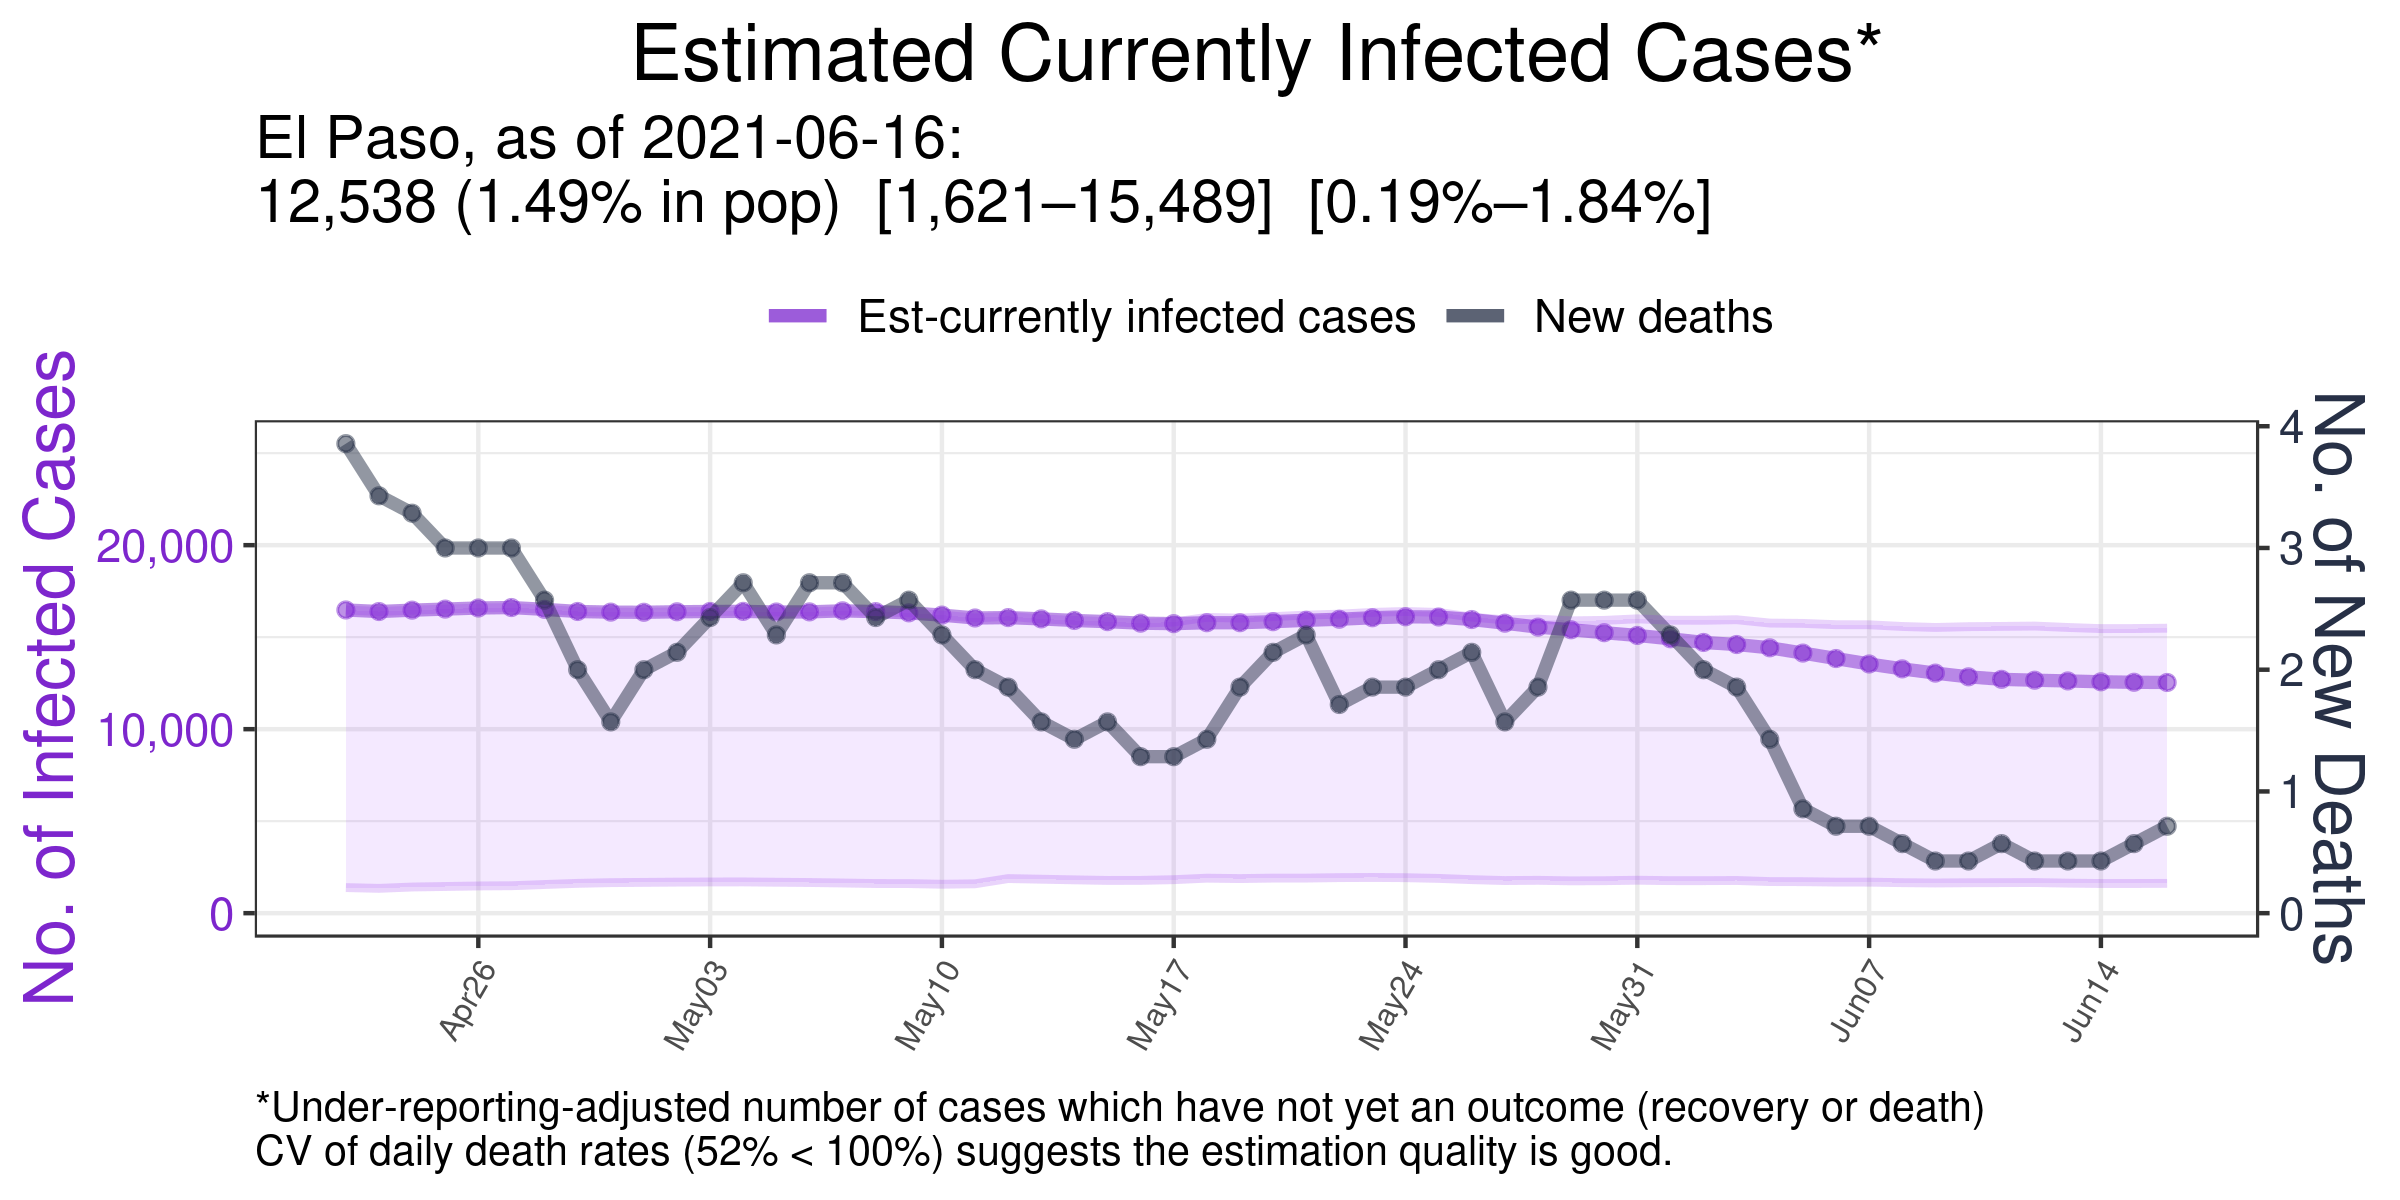 Estimated Currently Infected Cases*
El Paso, as of 2021-06-16:
12,538 (1.49% in pop)  [1,621–15,489]  [0.19%–1.84%]
Est-currently infected cases
New deaths
No. of Infected Cases
20,000
10,000
0
4
3
2
1
0
No. of New Deaths
Apr26
May03
May10
May17
May24
May31
Jun07
Jun14
*Under-reporting-adjusted number of cases which have not yet an outcome (recovery or death)
CV of daily death rates (52% < 100%) suggests the estimation quality is good.